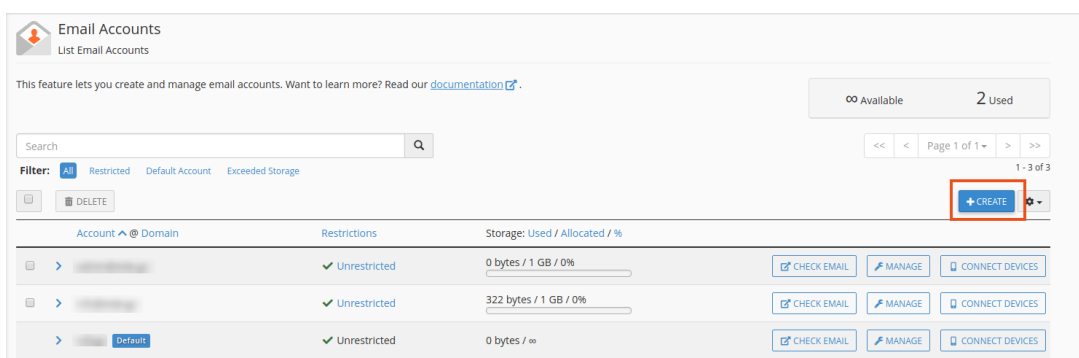 Email Accounts
List Email Accounts
This feature lets you create and manage email accounts. Want to learn more? Read our documentation.
∞ Available 2 Used
Search
<< < Page 1 of 1 > >>
Filter: All Restricted Default Account Exceeded Storage
1 - 3 of 3
DELETE
+ CREATE
Account @ Domain Restrictions Storage: Used / Allocated / %
Unrestricted 0 bytes / 1 GB / 0% CHECK EMAIL MANAGE CONNECT DEVICES
Unrestricted 322 bytes / 1 GB / 0% CHECK EMAIL MANAGE CONNECT DEVICES
Default Unrestricted 0 bytes / ∞ CHECK EMAIL MANAGE CONNECT DEVICES